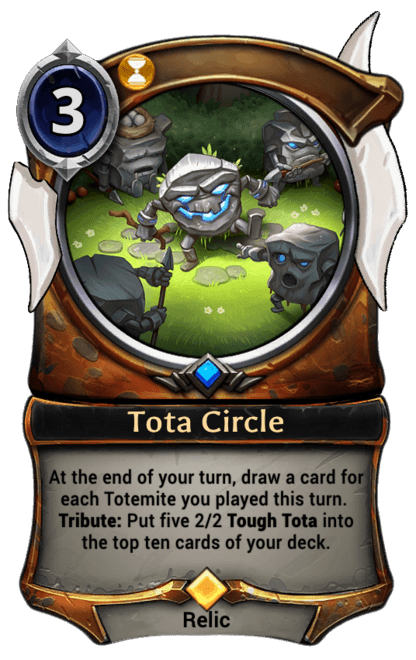 3
Tota Circle
At the end of your turn, draw a card for
each Totemite you played this turn.
Tribute: Put five 2/2 Tough Tota into
the top ten cards of your deck.
Relic